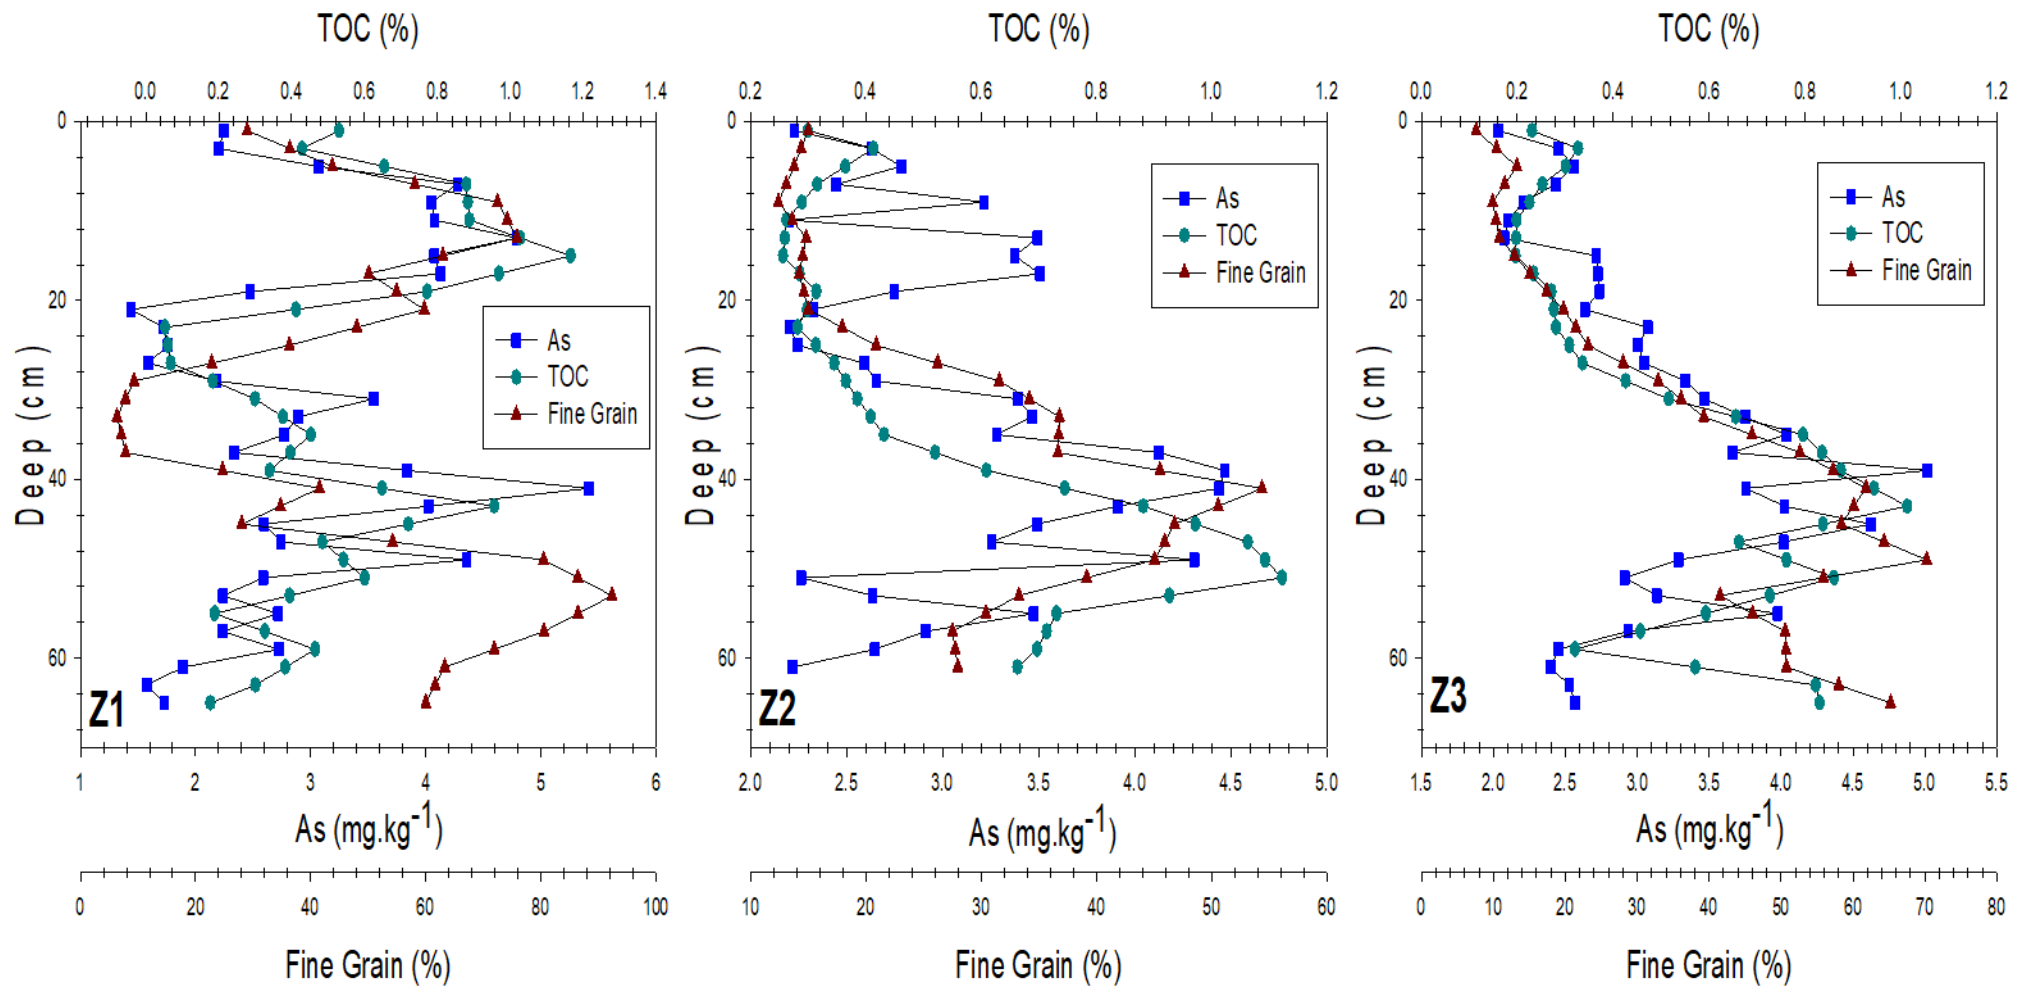 TOC (%)
TOC (%)
TOC (%)
0.0 0.2 0.4 0.6 0.8 1.0 1.2 1.4
0.2 0.4 0.6 0.8 1.0 1.2
0.0 0.2 0.4 0.6 0.8 1.0 1.2
0
20
40
60
Deep (cm)
As
TOC
Fine Grain
Z1
0
20
40
60
Deep (cm)
As
TOC
Fine Grain
Z2
0
20
40
60
Deep (cm)
As
TOC
Fine Grain
Z3
1 2 3 4 5 6
2.0 2.5 3.0 3.5 4.0 4.5 5.0
1.5 2.0 2.5 3.0 3.5 4.0 4.5 5.0 5.5
As (mg.kg⁻¹)
As (mg.kg⁻¹)
As (mg.kg⁻¹)
0 20 40 60 80 100
10 20 30 40 50 60
0 10 20 30 40 50 60 70 80
Fine Grain (%)
Fine Grain (%)
Fine Grain (%)